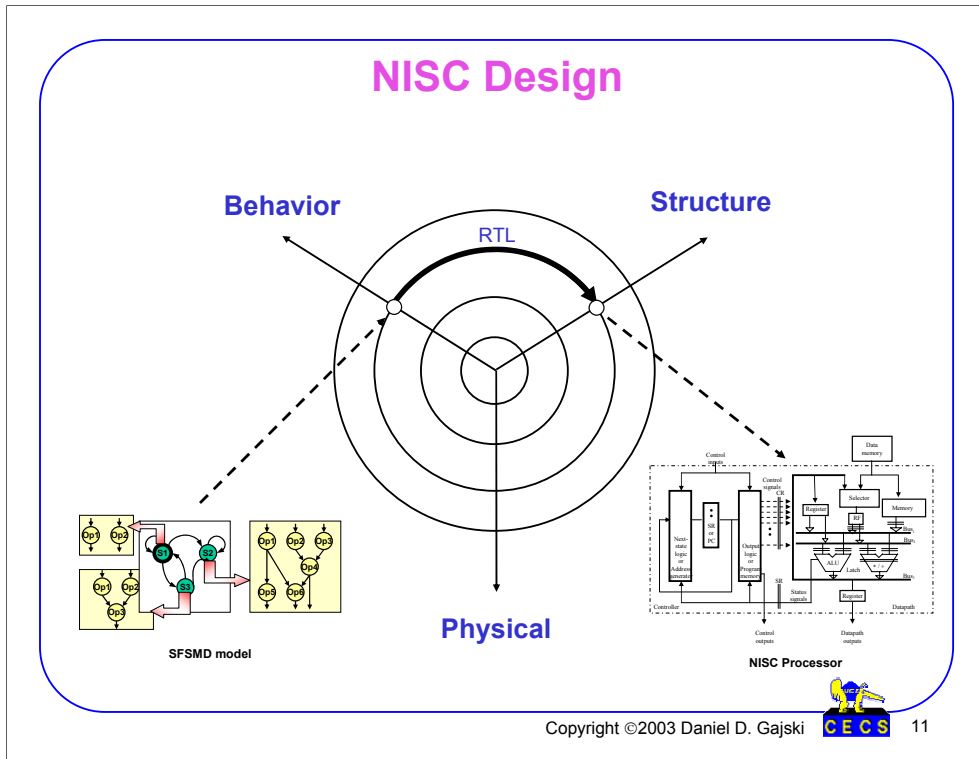 NISC Design
Behavior
Structure
RTL
Physical
Op1 Op2
S1
S2
S3
Op1 Op2
Op3
Op1 Op2 Op3
Op4
Op5 Op6
SFSMD model
Control
inputs
Next-
state
logic
or
Address
generator
SR
or
PC
Output
logic
or
Program
memory
Control
signals
CR
SR
Status
signals
Controller
Control
outputs
Data
memory
Selector
Register
RF
Memory
Bus₁
Bus₂
ALU
Latch
Bus₃
Register
Datapath
Datapath
outputs
NISC Processor
Copyright ©2003 Daniel D. Gajski
CECS
11